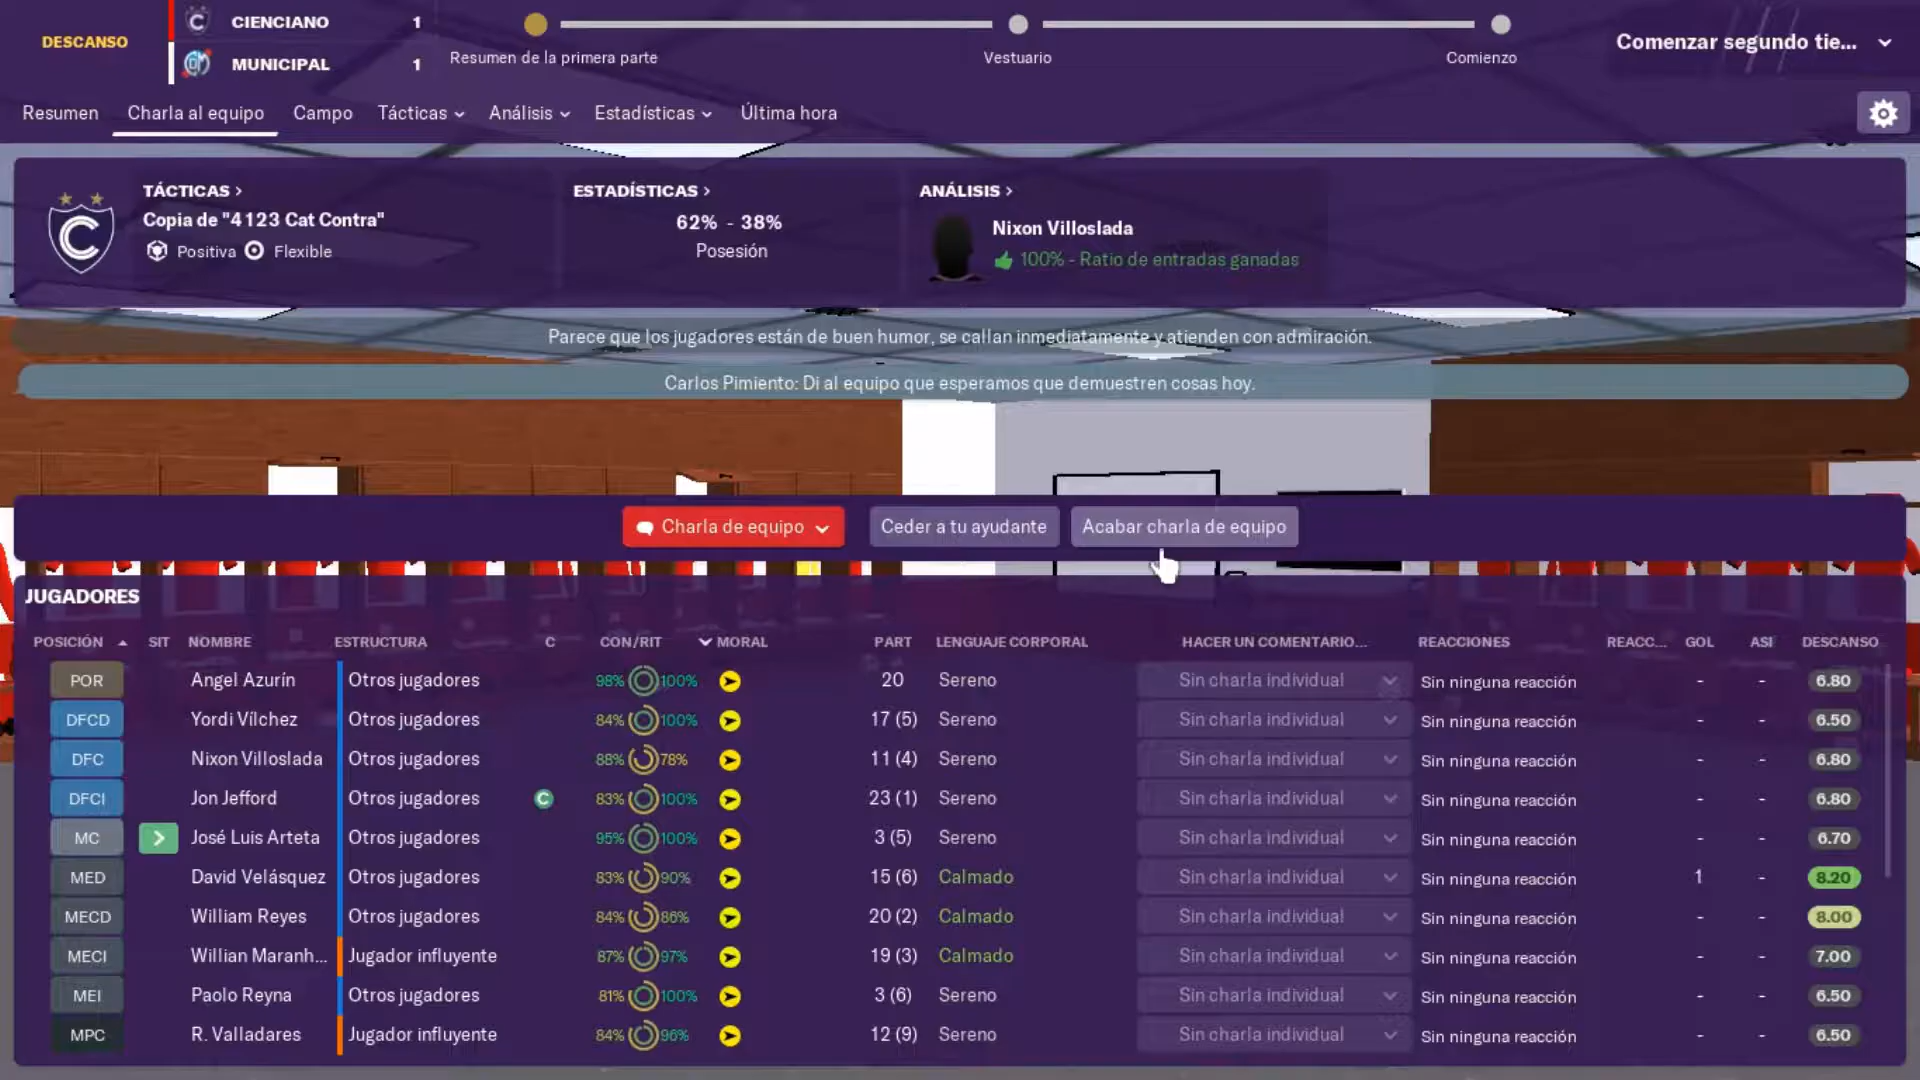 DESCANSO
CIENCIANO 1
MUNICIPAL 1
Resumen de la primera parte
Vestuario
Comienzo
Comenzar segundo tie...
Resumen
Charla al equipo
Campo
Tácticas
Análisis
Estadísticas
Última hora
TÁCTICAS >
Copia de "4123 Cat Contra"
Positiva Flexible
ESTADÍSTICAS >
62% - 38%
Posesión
ANÁLISIS >
Nixon Villoslada
100% - Ratio de entradas ganadas
Parece que los jugadores están de buen humor, se callan inmediatamente y atienden con admiración.
Carlos Pimiento: Di al equipo que esperamos que demuestren cosas hoy.
Charla de equipo
Ceder a tu ayudante
Acabar charla de equipo
JUGADORES
POSICIÓN SIT NOMBRE ESTRUCTURA C CON/RIT MORAL PART LENGUAJE CORPORAL HACER UN COMENTARIO... REACCIONES REACC... GOL ASI DESCANSO
POR Angel Azurín Otros jugadores 98% 100% 20 Sereno Sin charla individual Sin ninguna reacción - - 6.80
DFCD Yordi Vílchez Otros jugadores 84% 100% 17 (5) Sereno Sin charla individual Sin ninguna reacción - - 6.50
DFC Nixon Villoslada Otros jugadores 88% 78% 11 (4) Sereno Sin charla individual Sin ninguna reacción - - 6.80
DFCI Jon Jefford Otros jugadores C 83% 100% 23 (1) Sereno Sin charla individual Sin ninguna reacción - - 6.80
MC José Luis Arteta Otros jugadores 95% 100% 3 (5) Sereno Sin charla individual Sin ninguna reacción - - 6.70
MED David Velásquez Otros jugadores 83% 90% 15 (6) Calmado Sin charla individual Sin ninguna reacción 1 - 8.20
MECD William Reyes Otros jugadores 84% 86% 20 (2) Calmado Sin charla individual Sin ninguna reacción - - 8.00
MECI Willian Maranh... Jugador influyente 87% 97% 19 (3) Calmado Sin charla individual Sin ninguna reacción - - 7.00
MEI Paolo Reyna Otros jugadores 81% 100% 3 (6) Sereno Sin charla individual Sin ninguna reacción - - 6.50
MPC R. Valladares Jugador influyente 84% 96% 12 (9) Sereno Sin charla individual Sin ninguna reacción - - 6.50